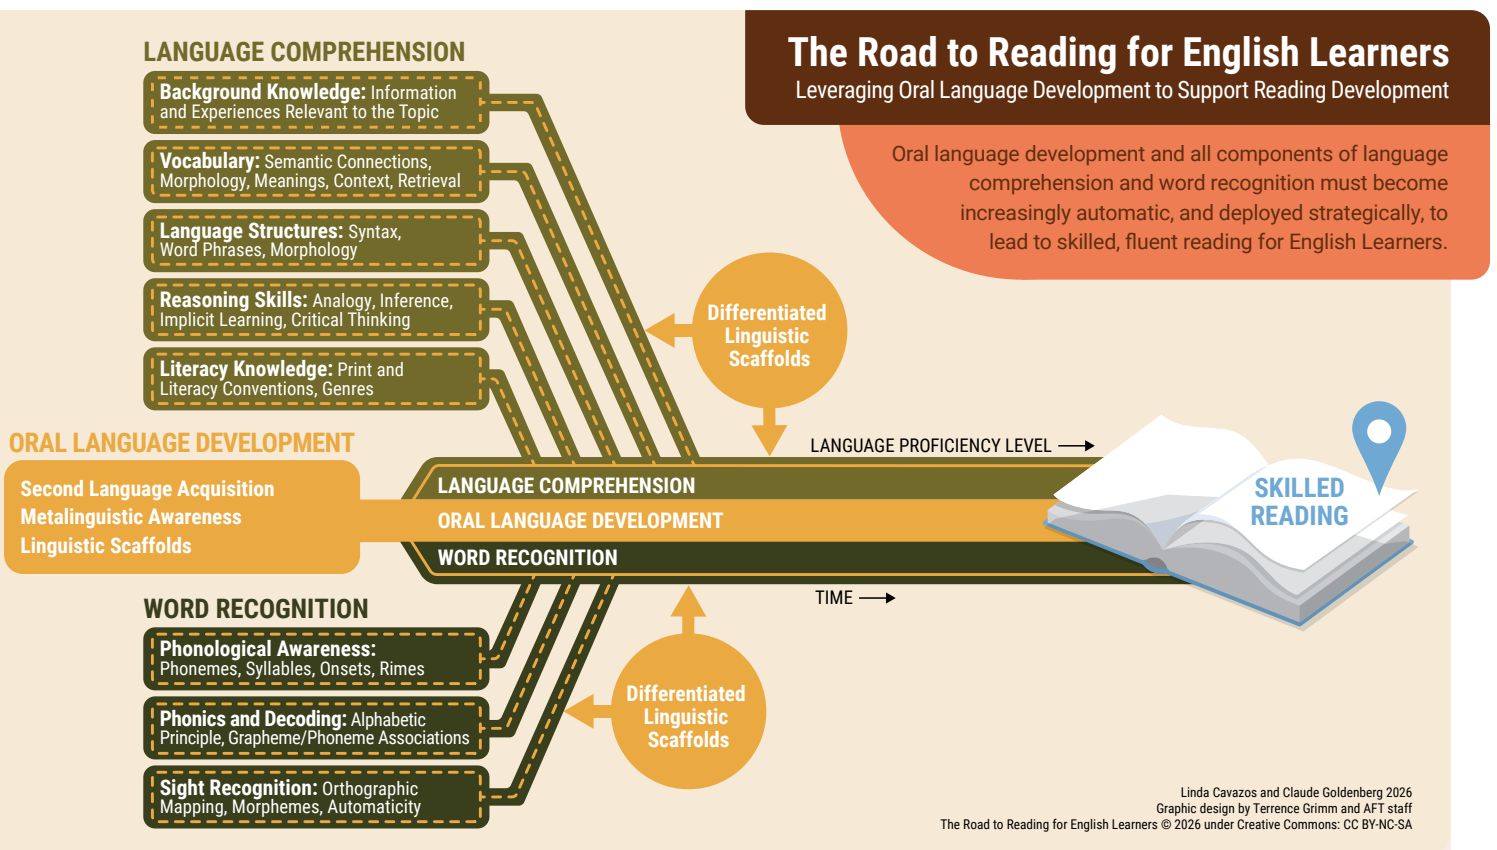 The Road to Reading for English Learners
Leveraging Oral Language Development to Support Reading Development
Oral language development and all components of language
comprehension and word recognition must become
increasingly automatic, and deployed strategically, to
lead to skilled, fluent reading for English Learners.
LANGUAGE COMPREHENSION
Background Knowledge: Information
and Experiences Relevant to the Topic
Vocabulary: Semantic Connections,
Morphology, Meanings, Context, Retrieval
Language Structures: Syntax,
Word Phrases, Morphology
Reasoning Skills: Analogy, Inference,
Implicit Learning, Critical Thinking
Literacy Knowledge: Print and
Literacy Conventions, Genres
Differentiated
Linguistic
Scaffolds
ORAL LANGUAGE DEVELOPMENT
Second Language Acquisition
Metalinguistic Awareness
Linguistic Scaffolds
LANGUAGE PROFICIENCY LEVEL
LANGUAGE COMPREHENSION
ORAL LANGUAGE DEVELOPMENT
WORD RECOGNITION
SKILLED
READING
TIME
WORD RECOGNITION
Phonological Awareness:
Phonemes, Syllables, Onsets, Rimes
Phonics and Decoding: Alphabetic
Principle, Grapheme/Phoneme Associations
Sight Recognition: Orthographic
Mapping, Morphemes, Automaticity
Differentiated
Linguistic
Scaffolds
Linda Cavazos and Claude Goldenberg 2026
Graphic design by Terrence Grimm and AFT staff
The Road to Reading for English Learners © 2026 under Creative Commons: CC BY-NC-SA